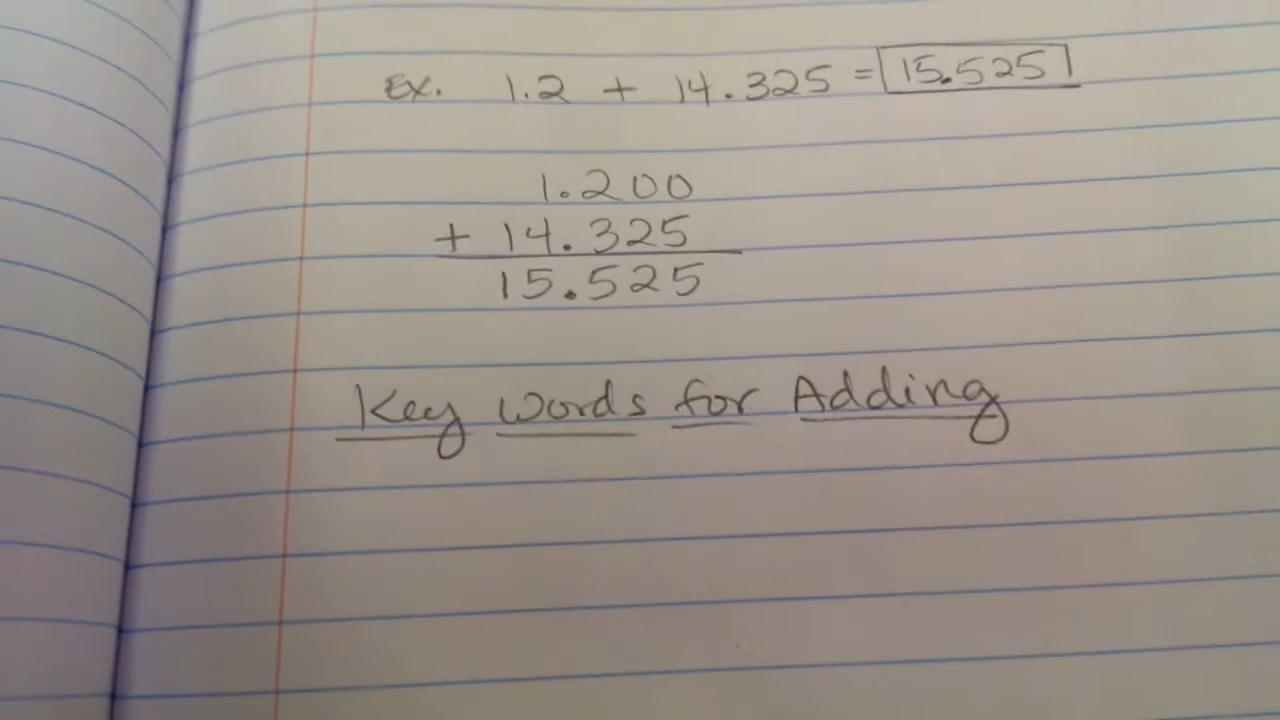 Ex. 1.2 + 14.325 = 15.525
1.200
+ 14.325
15.525
Key words for Adding